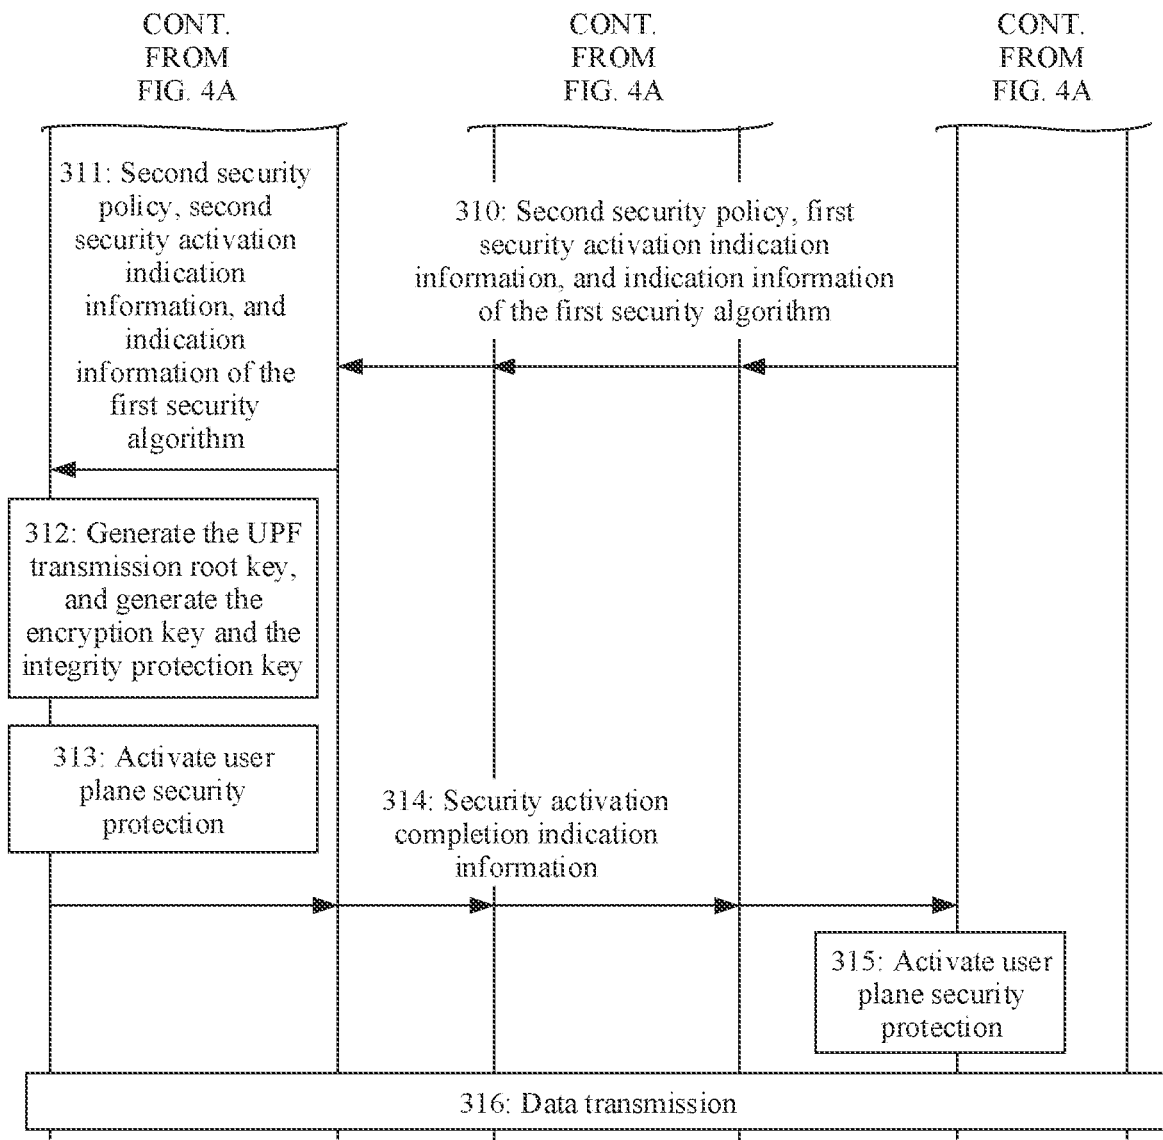 CONT.
FROM
FIG. 4A
CONT.
FROM
FIG. 4A
CONT.
FROM
FIG. 4A
311: Second security
policy, second
security activation
indication
information, and
indication
information of the
first security
algorithm
310: Second security policy, first
security activation indication
information, and indication information
of the first security algorithm
312: Generate the UPF
transmission root key,
and generate the
encryption key and the
integrity protection key
313: Activate user
plane security
protection
314: Security activation
completion indication
information
315: Activate user
plane security
protection
316: Data transmission